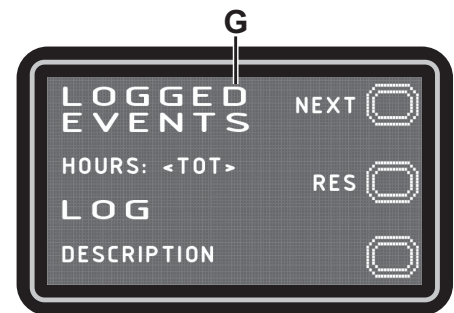 G
LOGGED NEXT
EVENTS
HOURS: <TOT>
RES
LOG
DESCRIPTION